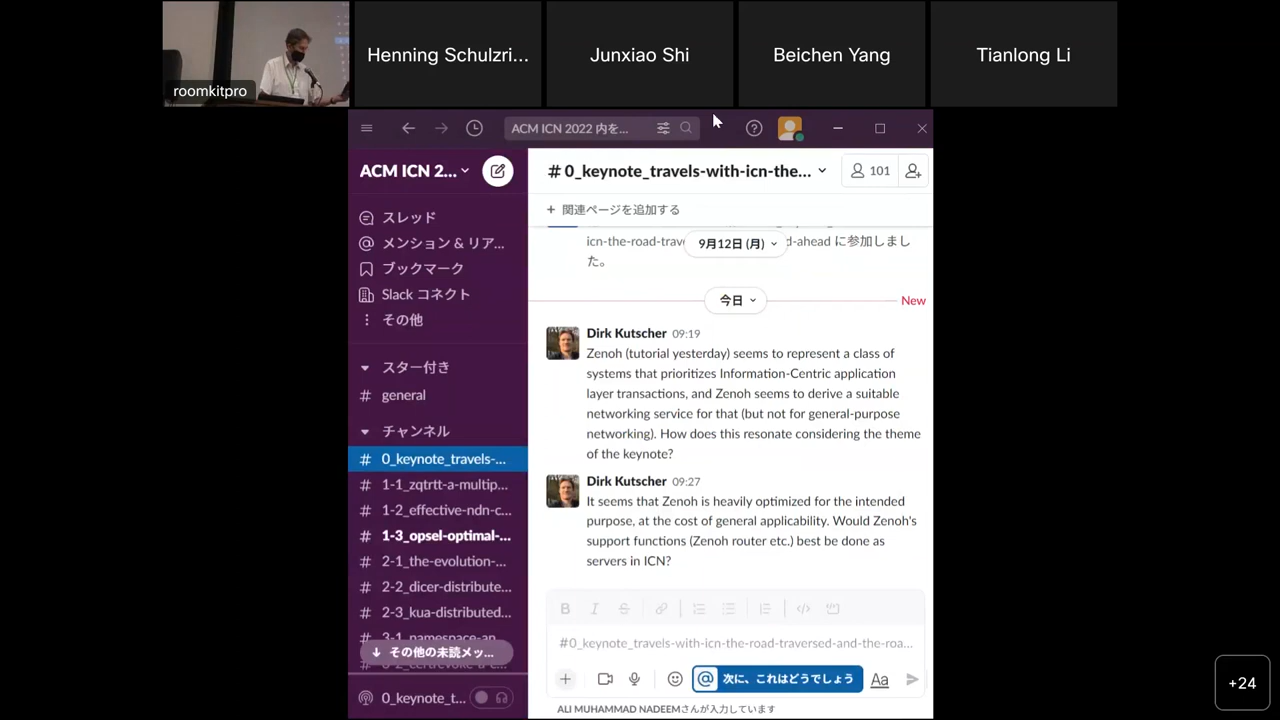 roomkitpro
Henning Schulzri...
Junxiao Shi
Beichen Yang
Tianlong Li
ACM ICN 2022 内を...
ACM ICN 2...
スレッド
メンション & リア...
ブックマーク
Slack コネクト
その他
スター付き
# general
チャンネル
# 0_keynote_travels-...
# 1-1_zqtrtt-a-multip...
# 1-2_effective-ndn-c...
# 1-3_opsel-optimal-...
# 2-1_the-evolution-...
# 2-2_dicer-distribute...
# 2-3_kua-distributed...
# 3-1_namespace-an...
↓ その他の未読メッ...
0_keynote_t...
# 0_keynote_travels-with-icn-the...
101
+ 関連ページを追加する
9月12日 (月)
icn-the-road-trav
d-ahead に参加しまし
た。
今日
New
Dirk Kutscher 09:19
Zenoh (tutorial yesterday) seems to represent a class of
systems that prioritizes Information-Centric application
layer transactions, and Zenoh seems to derive a suitable
networking service for that (but not for general-purpose
networking). How does this resonate considering the theme
of the keynote?
Dirk Kutscher 09:27
It seems that Zenoh is heavily optimized for the intended
purpose, at the cost of general applicability. Would Zenoh's
support functions (Zenoh router etc.) best be done as
servers in ICN?
B I S
#0_keynote_travels-with-icn-the-road-traversed-and-the-roa...
@ 次に、これはどうでしょう
Aa
ALI MUHAMMAD NADEEMさんが入力しています
+24